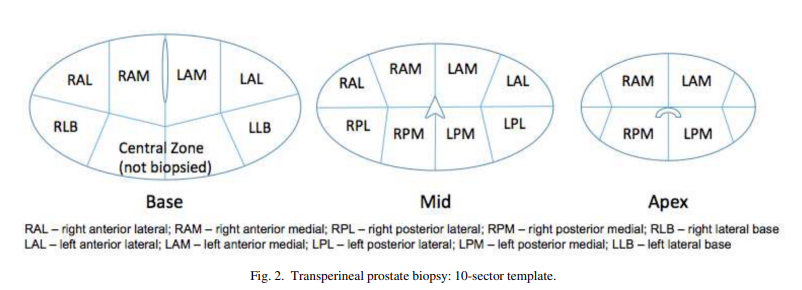 RAL RAM LAM LAL
RLB LLB
Central Zone
(not biopsied)
Base
RAL RAM LAM LAL
RPL RPM LPM LPL
Mid
RAM LAM
RPM LPM
Apex
RAL – right anterior lateral; RAM – right anterior medial; RPL – right posterior lateral; RPM – right posterior medial; RLB – right lateral base
LAL – left anterior lateral; LAM – left anterior medial; LPL – left posterior lateral; LPM – left posterior medial; LLB – left lateral base
Fig. 2. Transperineal prostate biopsy: 10-sector template.